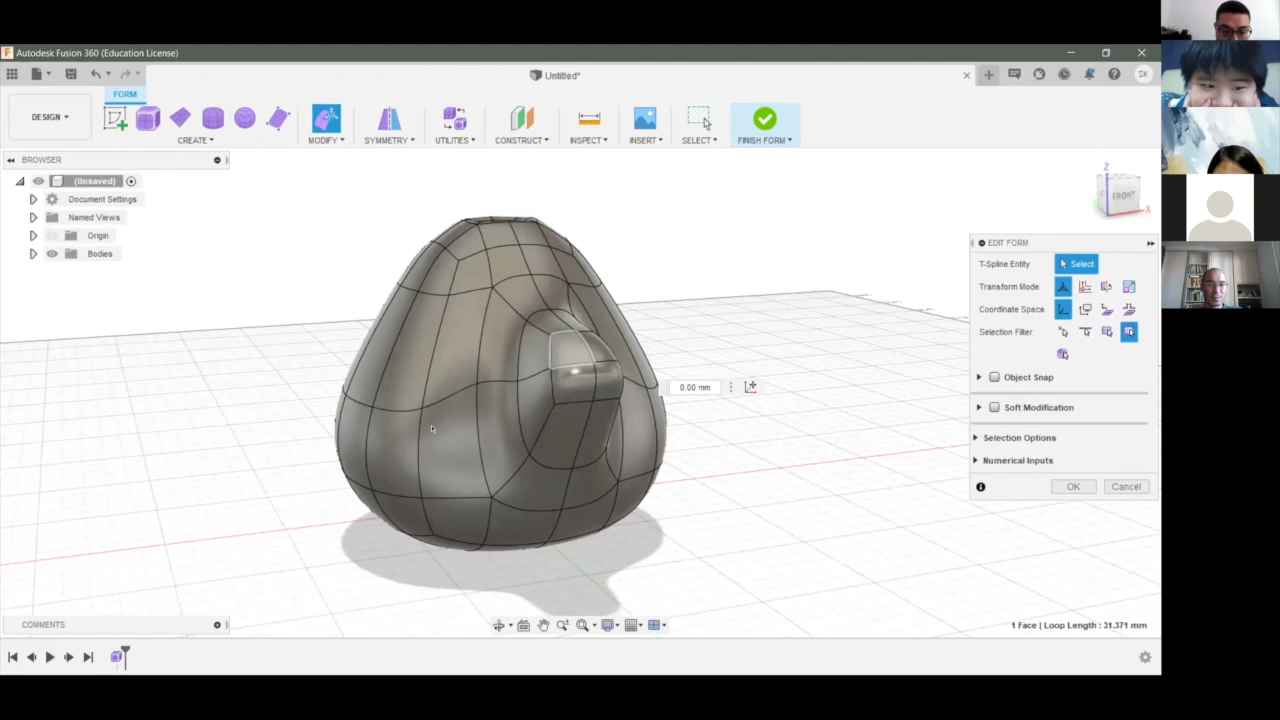 Autodesk Fusion 360 (Education License)
Untitled*
SK
FORM
DESIGN
CREATE
MODIFY
SYMMETRY
UTILITIES
CONSTRUCT
INSPECT
INSERT
SELECT
FINISH FORM
BROWSER
(Unsaved)
Document Settings
Named Views
Origin
Bodies
Z
FRONT
X
EDIT FORM
T-Spline Entity
Select
Transform Mode
Coordinate Space
Selection Filter
Object Snap
Soft Modification
Selection Options
Numerical Inputs
OK
Cancel
0.00 mm
COMMENTS
1 Face | Loop Length : 31.371 mm